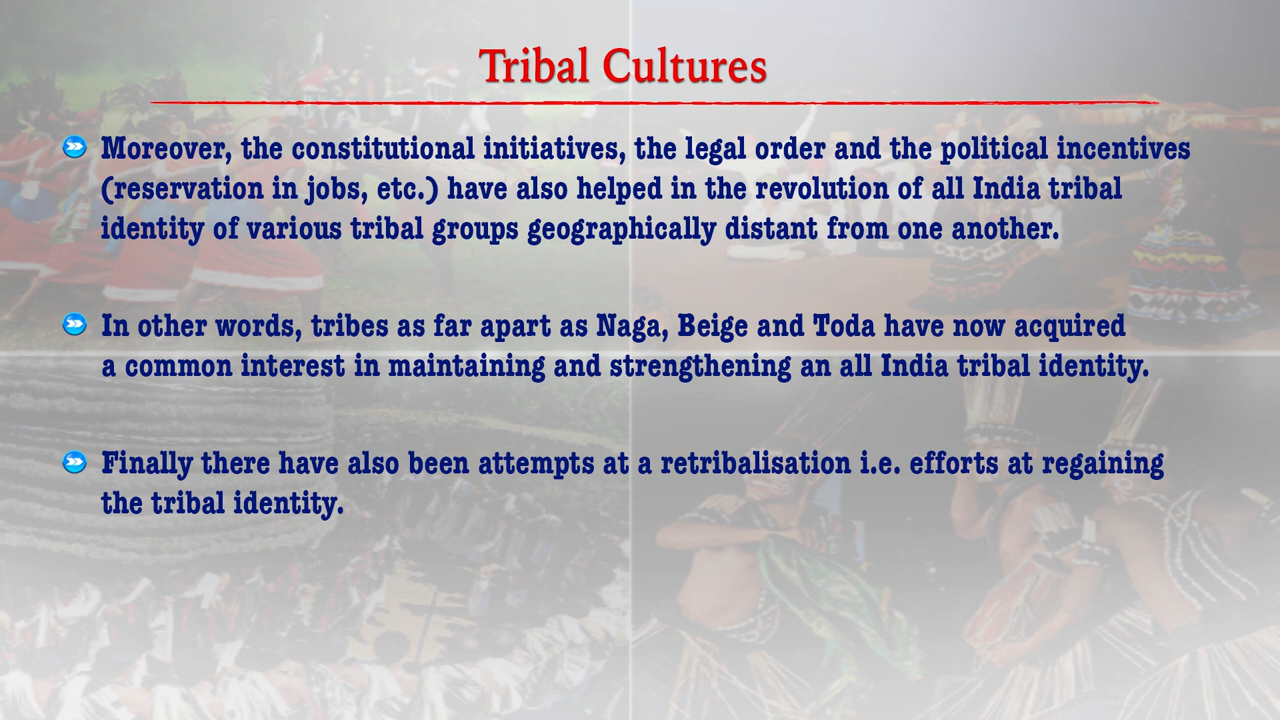 Tribal Cultures
Moreover, the constitutional initiatives, the legal order and the political incentives
(reservation in jobs, etc.) have also helped in the revolution of all India tribal
identity of various tribal groups geographically distant from one another.
In other words, tribes as far apart as Naga, Beige and Toda have now acquired
a common interest in maintaining and strengthening an all India tribal identity.
Finally there have also been attempts at a retribalisation i.e. efforts at regaining
the tribal identity.